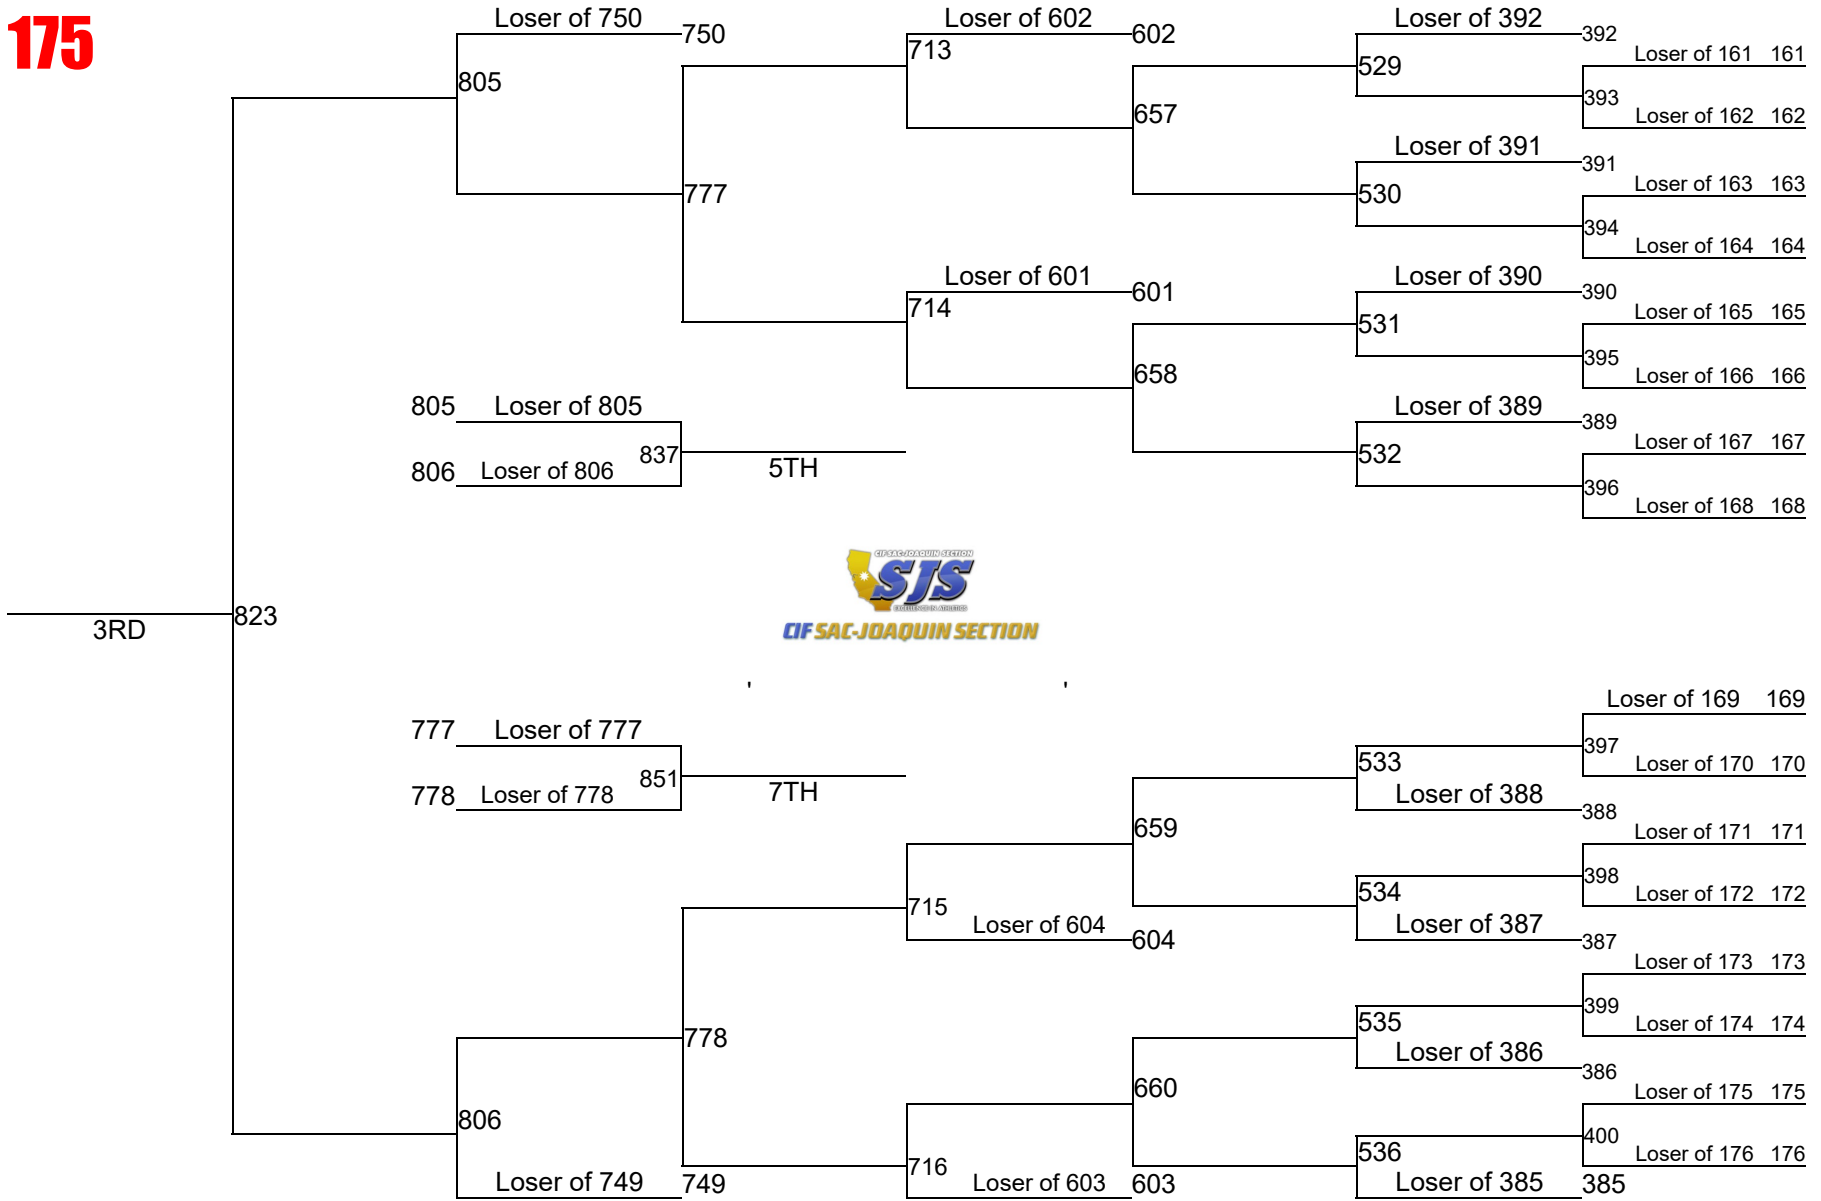 175
Loser of 750 750
Loser of 602 602
Loser of 392 392
713
Loser of 161 161
529
805
393
657
Loser of 162 162
Loser of 391 391
Loser of 163 163
777
530
394
Loser of 164 164
Loser of 601 601
Loser of 390 390
714
Loser of 165 165
531
395
658
Loser of 166 166
805 Loser of 805
Loser of 389 389
Loser of 167 167
837
532
806 Loser of 806
5TH
396
Loser of 168 168
CIF SAC-JOAQUIN SECTION
SJS
EXCELLENCE IN ATHLETICS
823
3RD
CIF SAC-JOAQUIN SECTION
' '
Loser of 169 169
777 Loser of 777
397
533
Loser of 170 170
851
778 Loser of 778
7TH
Loser of 388 388
659
Loser of 171 171
398
534
Loser of 172 172
715
Loser of 604 604
Loser of 387 387
Loser of 173 173
399
535
Loser of 174 174
778
Loser of 386 386
660
Loser of 175 175
806
400
536
Loser of 176 176
716
Loser of 749 749
Loser of 603 603
Loser of 385 385